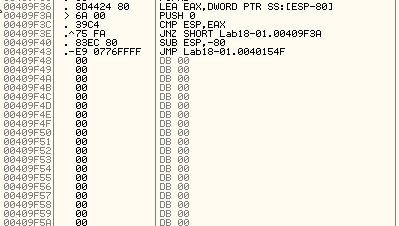 00409F36 . 8D4424 80 LEA EAX,DWORD PTR SS:[ESP-80]
00409F3A > 6A 00 PUSH 0
00409F3C . 39C4 CMP ESP,EAX
00409F3E .^75 FA JNZ SHORT Lab18-01.00409F3A
00409F40 . 83EC 80 SUB ESP,-80
00409F43 .-E9 0776FFFF JMP Lab18-01.0040154F
00409F48 00 DB 00
00409F49 00 DB 00
00409F4A 00 DB 00
00409F4B 00 DB 00
00409F4C 00 DB 00
00409F4D 00 DB 00
00409F4E 00 DB 00
00409F4F 00 DB 00
00409F50 00 DB 00
00409F51 00 DB 00
00409F52 00 DB 00
00409F53 00 DB 00
00409F54 00 DB 00
00409F55 00 DB 00
00409F56 00 DB 00
00409F57 00 DB 00
00409F58 00 DB 00
00409F59 00 DB 00
00409F5A 00 DB 00